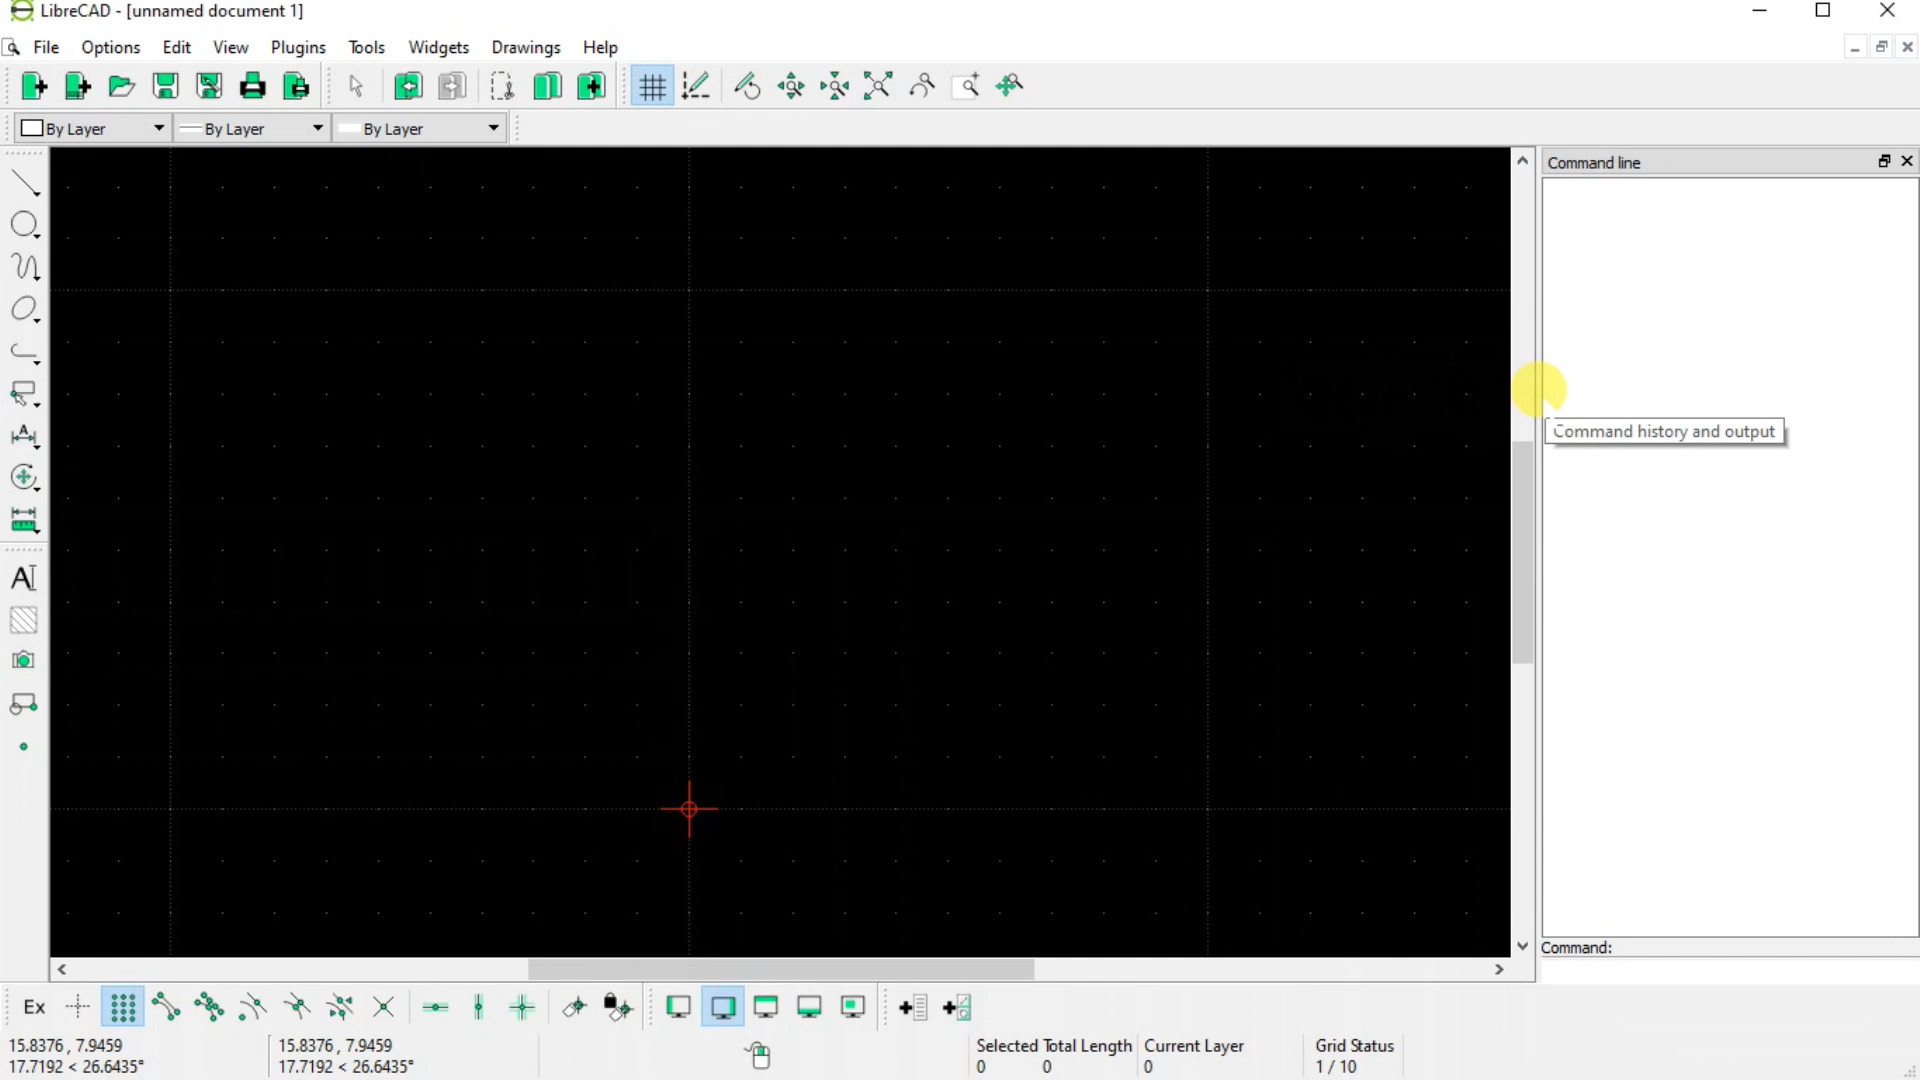 LibreCAD - [unnamed document 1]
File Options Edit View Plugins Tools Widgets Drawings Help
By Layer By Layer By Layer
Command line
Command history and output
A
Command:
Ex
15.8376 , 7.9459
17.7192 < 26.6435°
15.8376 , 7.9459
17.7192 < 26.6435°
Selected Total Length
0 0
Current Layer
0
Grid Status
1 / 10